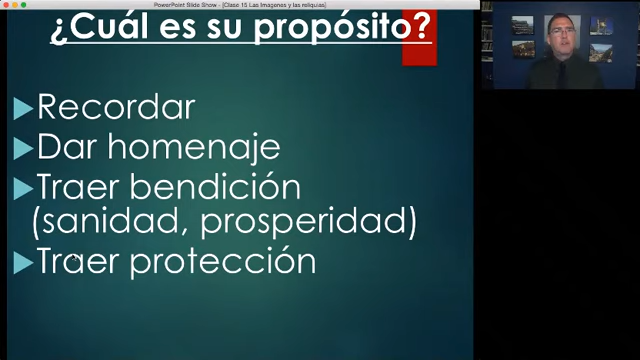 PowerPoint Slide Show - [Clase 15 Las Imagenes y las reliquias]
¿Cuál es su propósito?
Recordar
Dar homenaje
Traer bendición
(sanidad, prosperidad)
Traer protección